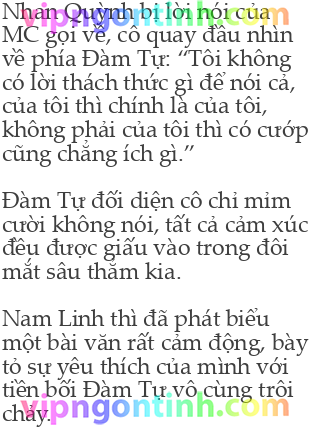 vipngontinh.com
Nhan Quỳnh bị lời nói của
MC gọi về, cô quay đầu nhìn
về phía Đàm Tự: “Tôi không
có lời thách thức gì để nói cả,
của tôi thì chính là của tôi,
không phải của tôi thì có cướp
cũng chẳng ích gì.”
Đàm Tự đối diện cô chỉ mỉm
cười không nói, tất cả cảm xúc
đều được giấu vào trong đôi
mắt sâu thẳm kia.
Nam Linh thì đã phát biểu
một bài văn rất cảm động, bày
tỏ sự yêu thích của mình với
tiền bối Đàm Tự vô cùng trôi
chảy.
vipngontinh.com